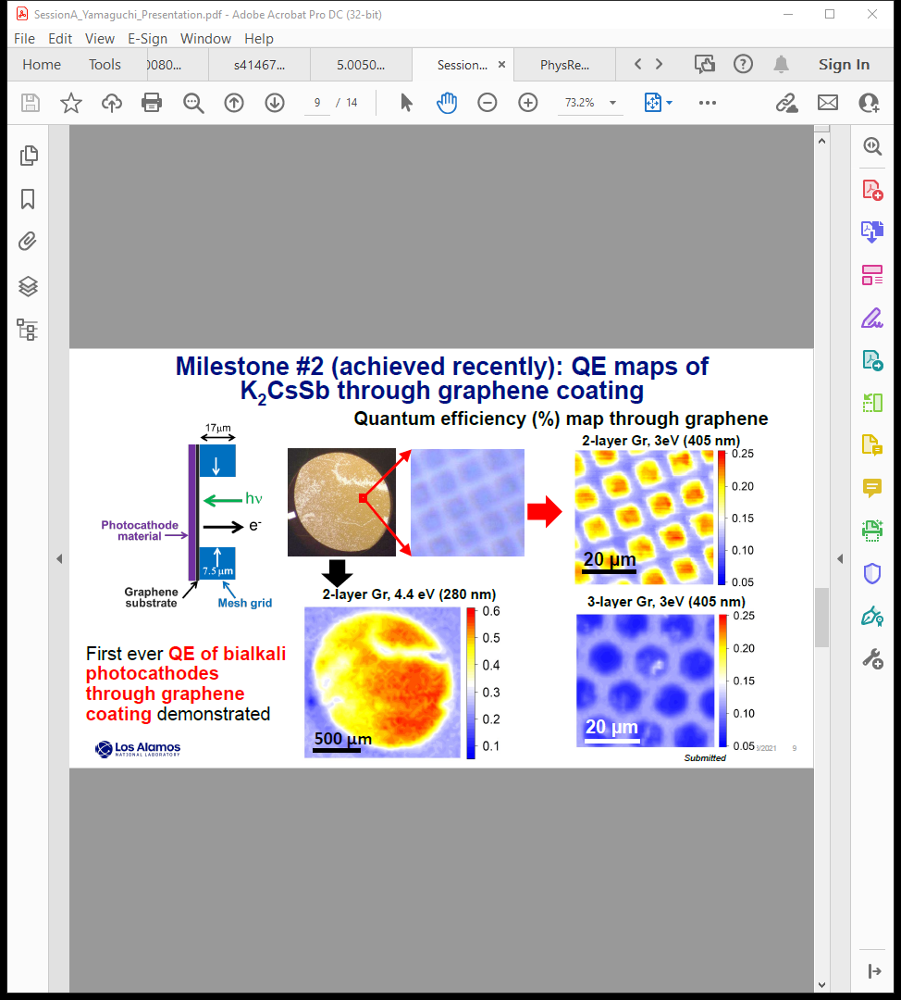 SessionA_Yamaguchi_Presentation.pdf - Adobe Acrobat Pro DC (32-bit)
File Edit View E-Sign Window Help
Home Tools 0080... s41467... 5.0050... Session... × PhysRe... Sign In
9 / 14 73.2%
Milestone #2 (achieved recently): QE maps of
K₂CsSb through graphene coating
Quantum efficiency (%) map through graphene
17μm
hν
e⁻
Photocathode
material
7.5 μm
Graphene
substrate
Mesh grid
2-layer Gr, 3eV (405 nm)
0.25
0.20
0.15
0.10
0.05
20 μm
2-layer Gr, 4.4 eV (280 nm)
0.6
0.5
0.4
0.3
0.2
0.1
500 μm
3-layer Gr, 3eV (405 nm)
0.25
0.20
0.15
0.10
0.05
20 μm
First ever QE of bialkali
photocathodes
through graphene
coating demonstrated
Los Alamos
NATIONAL LABORATORY
3/2021 9
Submitted